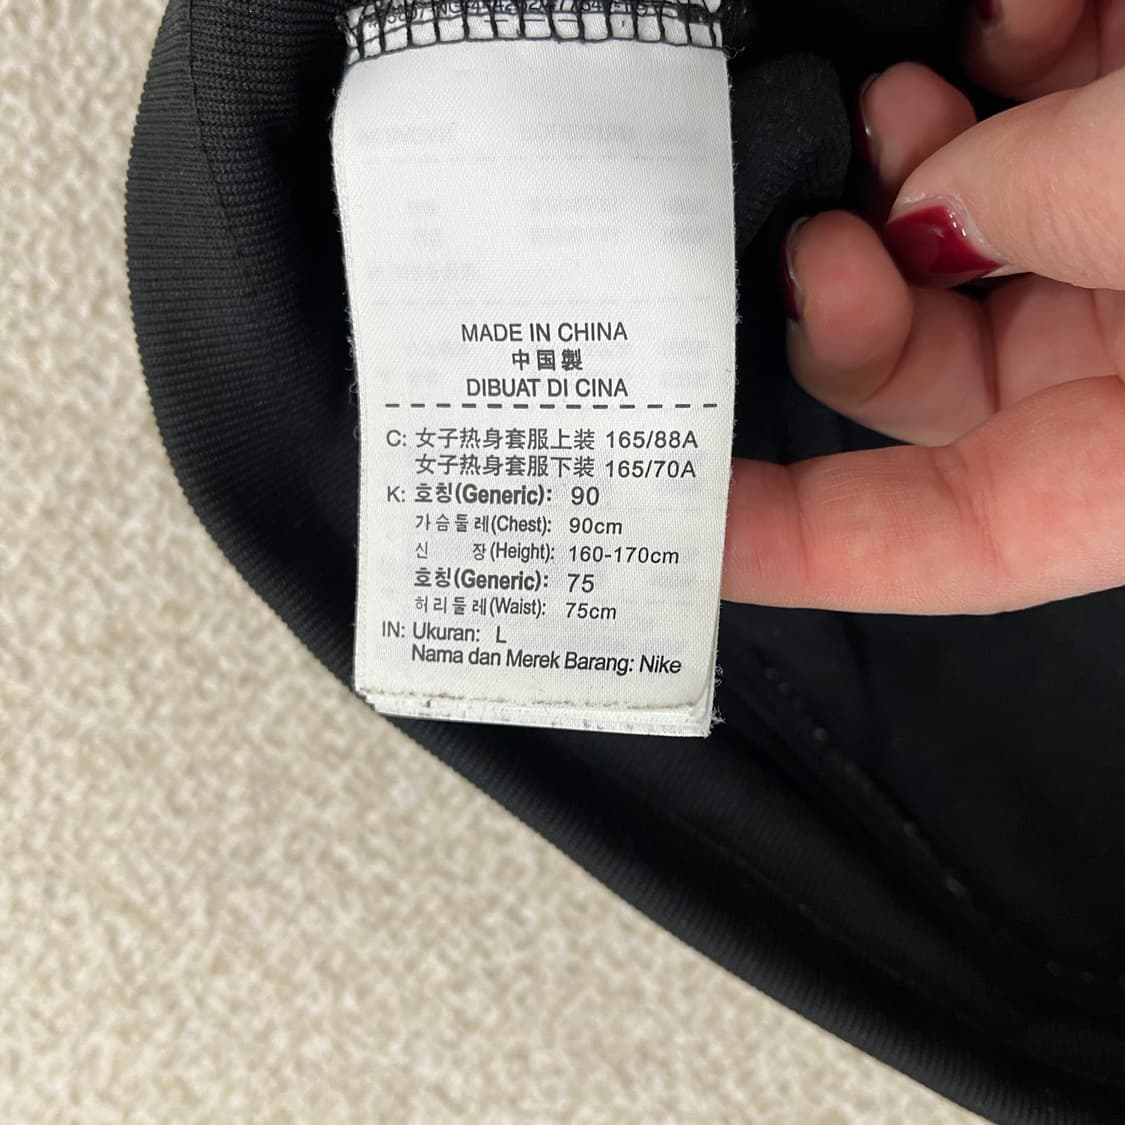 MADE IN CHINA
中国製
DIBUAT DI CINA
C: 女子热身套服上装 165/88A
女子热身套服下装 165/70A
K: 호칭(Generic): 90
가슴둘레(Chest): 90cm
신 장(Height): 160-170cm
호칭(Generic): 75
허리둘레(Waist): 75cm
IN: Ukuran: L
Nama dan Merek Barang: Nike